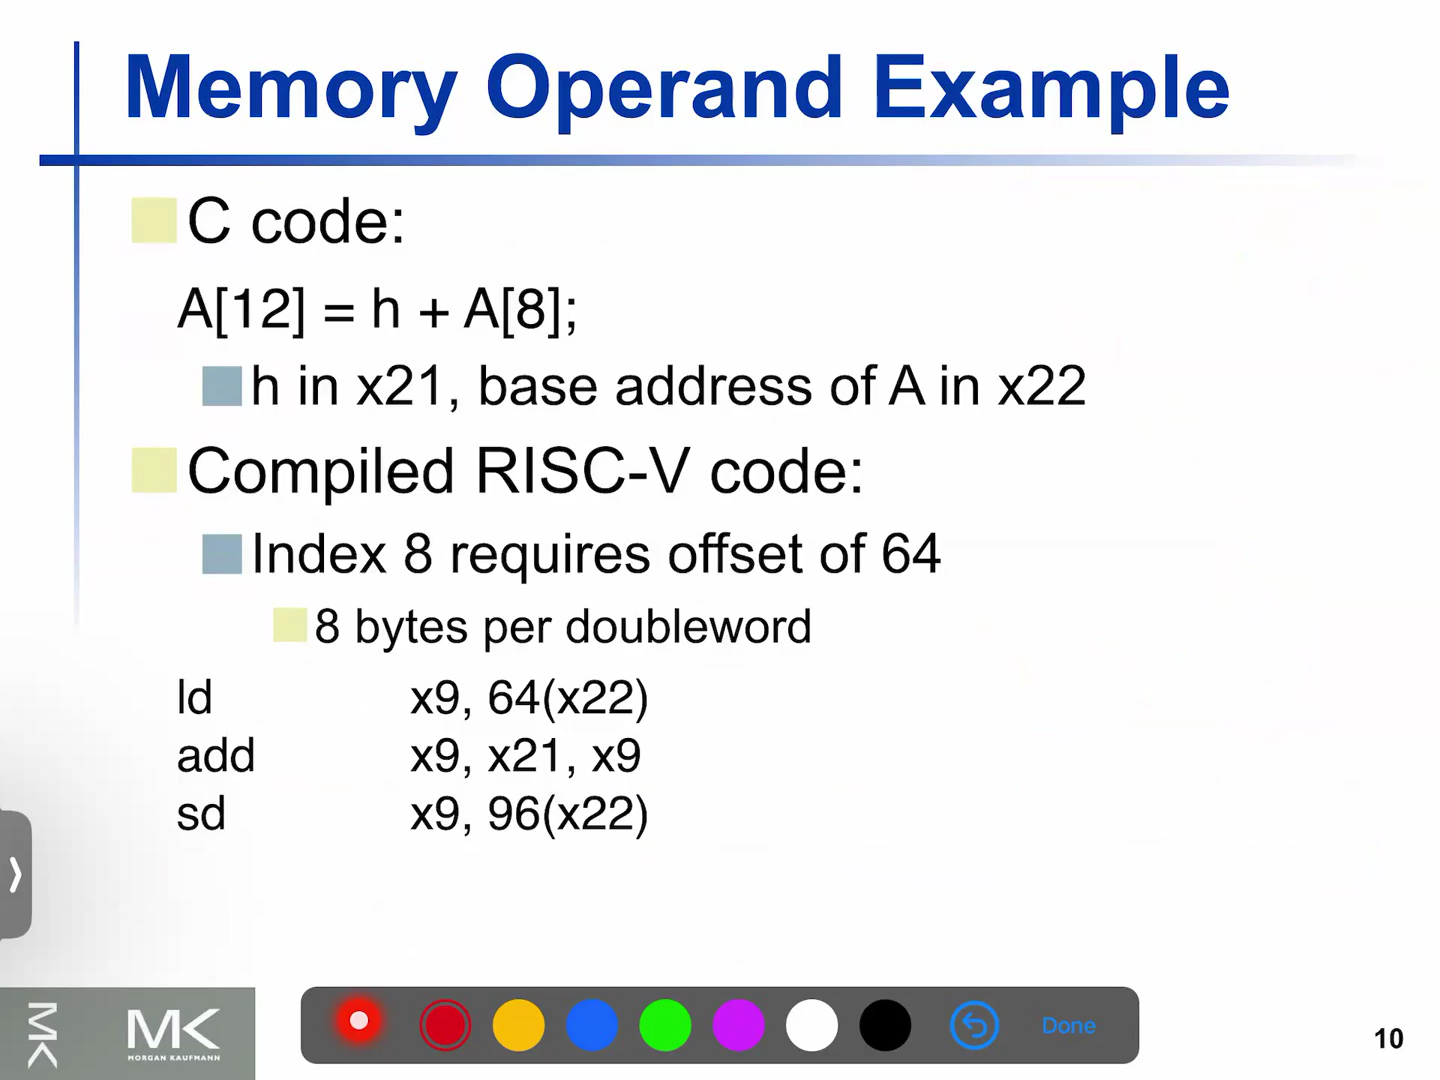 Memory Operand Example
C code:
A[12] = h + A[8];
h in x21, base address of A in x22
Compiled RISC-V code:
Index 8 requires offset of 64
8 bytes per doubleword
ld x9, 64(x22)
add x9, x21, x9
sd x9, 96(x22)
MK
MK
MORGAN KAUFMANN
Done
10